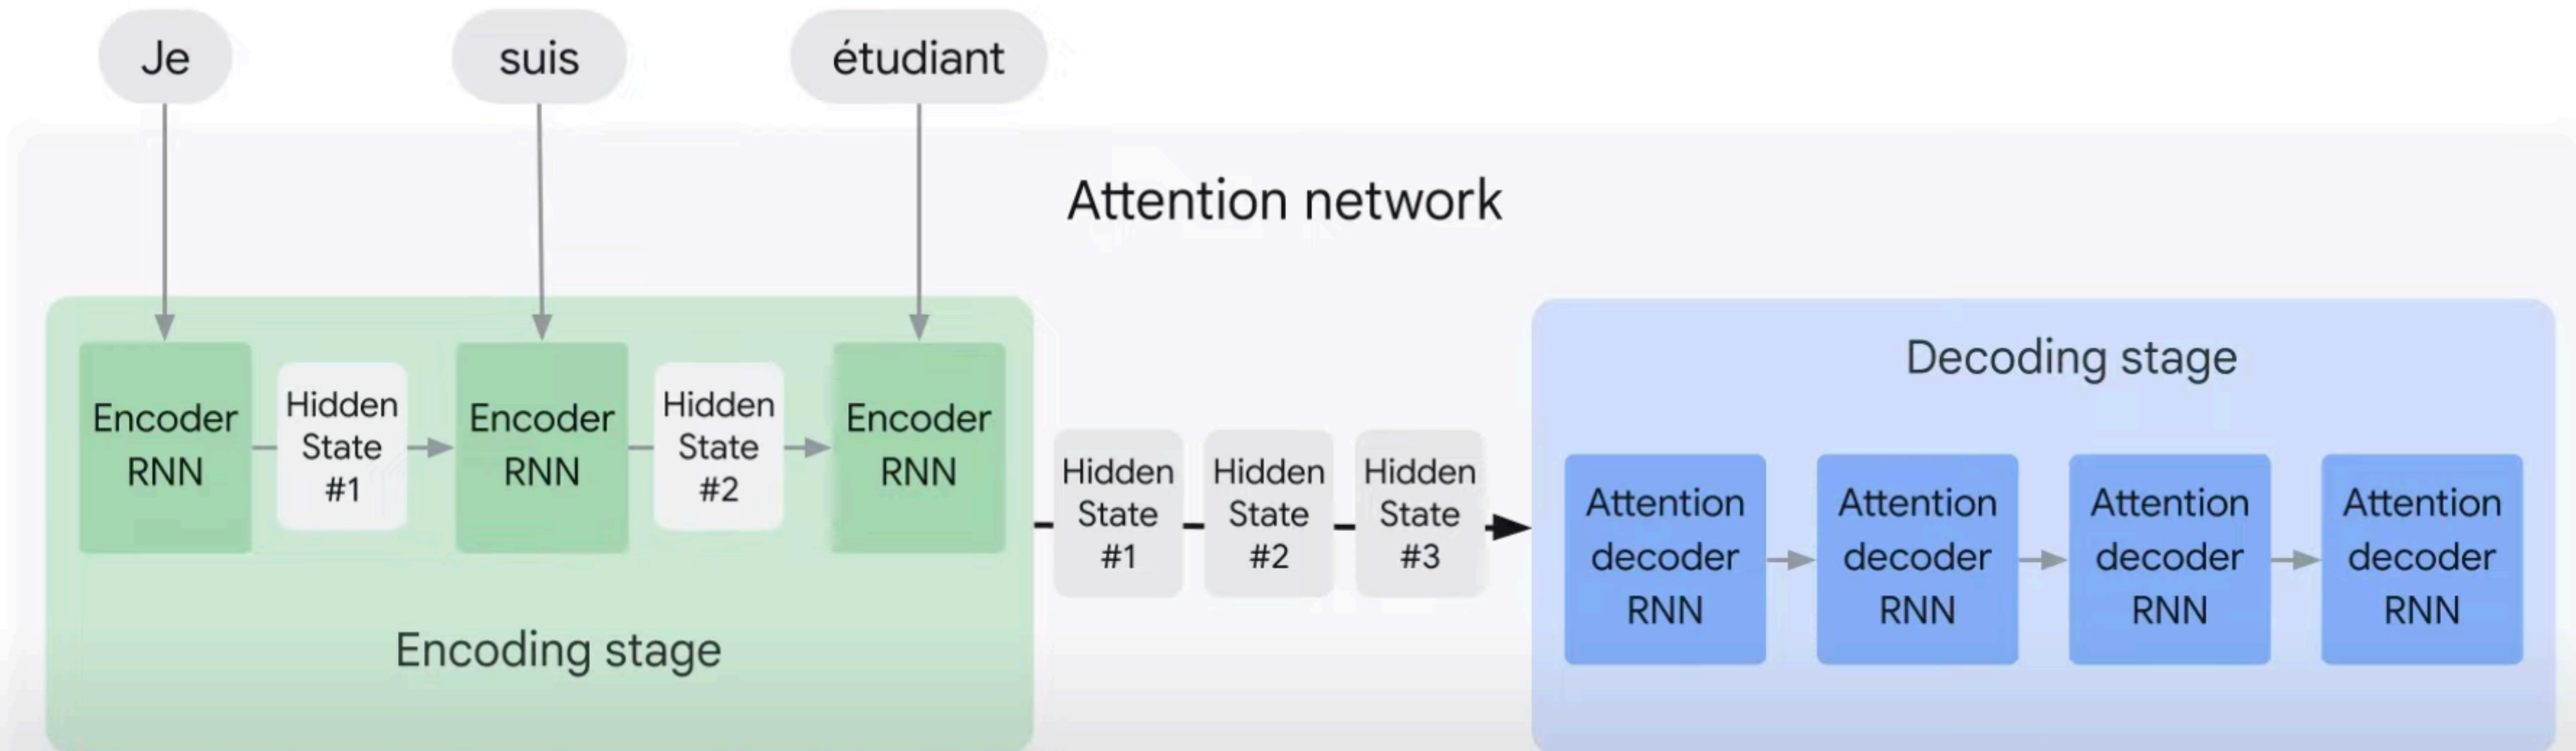 Je
suis
étudiant
Attention network
Encoder
RNN
Hidden
State
#1
Encoder
RNN
Hidden
State
#2
Encoder
RNN
Encoding stage
Hidden
State
#1
Hidden
State
#2
Hidden
State
#3
Decoding stage
Attention
decoder
RNN
Attention
decoder
RNN
Attention
decoder
RNN
Attention
decoder
RNN